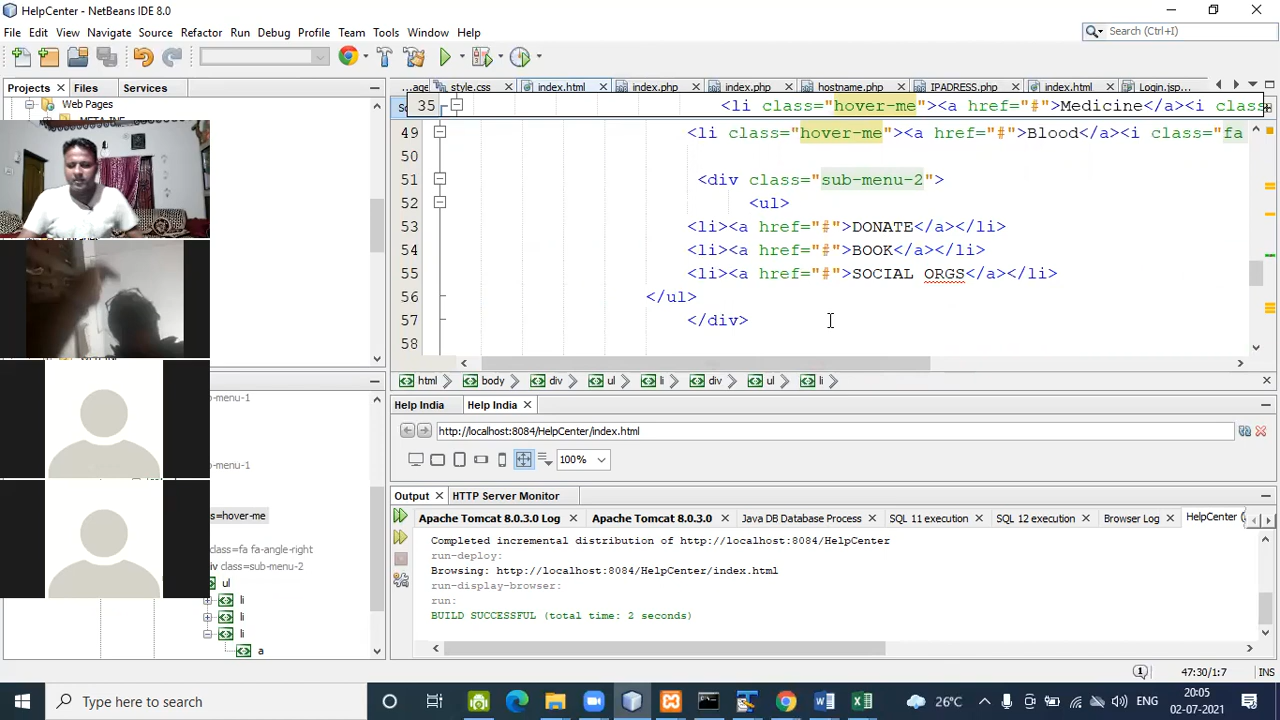 HelpCenter - NetBeans IDE 8.0
File Edit View Navigate Source Refactor Run Debug Profile Team Tools Window Help
Search (Ctrl+I)
Projects Files Services
style.css index.html index.php index.php hostname.php IPADRESS.php index.html Login.jsp...
Web Pages
35 <li class="hover-me"><a href="#">Medicine</a><i class
49 <li class="hover-me"><a href="#">Blood</a><i class="fa
50
51 <div class="sub-menu-2">
52 <ul>
53 <li><a href="#">DONATE</a></li>
54 <li><a href="#">BOOK</a></li>
55 <li><a href="#">SOCIAL ORGS</a></li>
56 </ul>
57 </div>
58
html body div ul li div ul li
b-menu-1
b-menu-1
s=hover-me
class=fa fa-angle-right
v class=sub-menu-2
ul
li
li
li
a
Help India Help India
http://localhost:8084/HelpCenter/index.html
100%
Output HTTP Server Monitor
Apache Tomcat 8.0.3.0 Log Apache Tomcat 8.0.3.0 Java DB Database Process SQL 11 execution SQL 12 execution Browser Log HelpCenter (
Completed incremental distribution of http://localhost:8084/HelpCenter
run-deploy:
Browsing: http://localhost:8084/HelpCenter/index.html
run-display-browser:
run:
BUILD SUCCESSFUL (total time: 2 seconds)
47:30/1:7 INS
Type here to search
26°C
ENG
20:05
02-07-2021